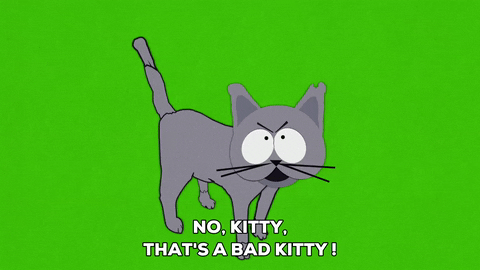 NO, KITTY,
THAT'S A BAD KITTY !